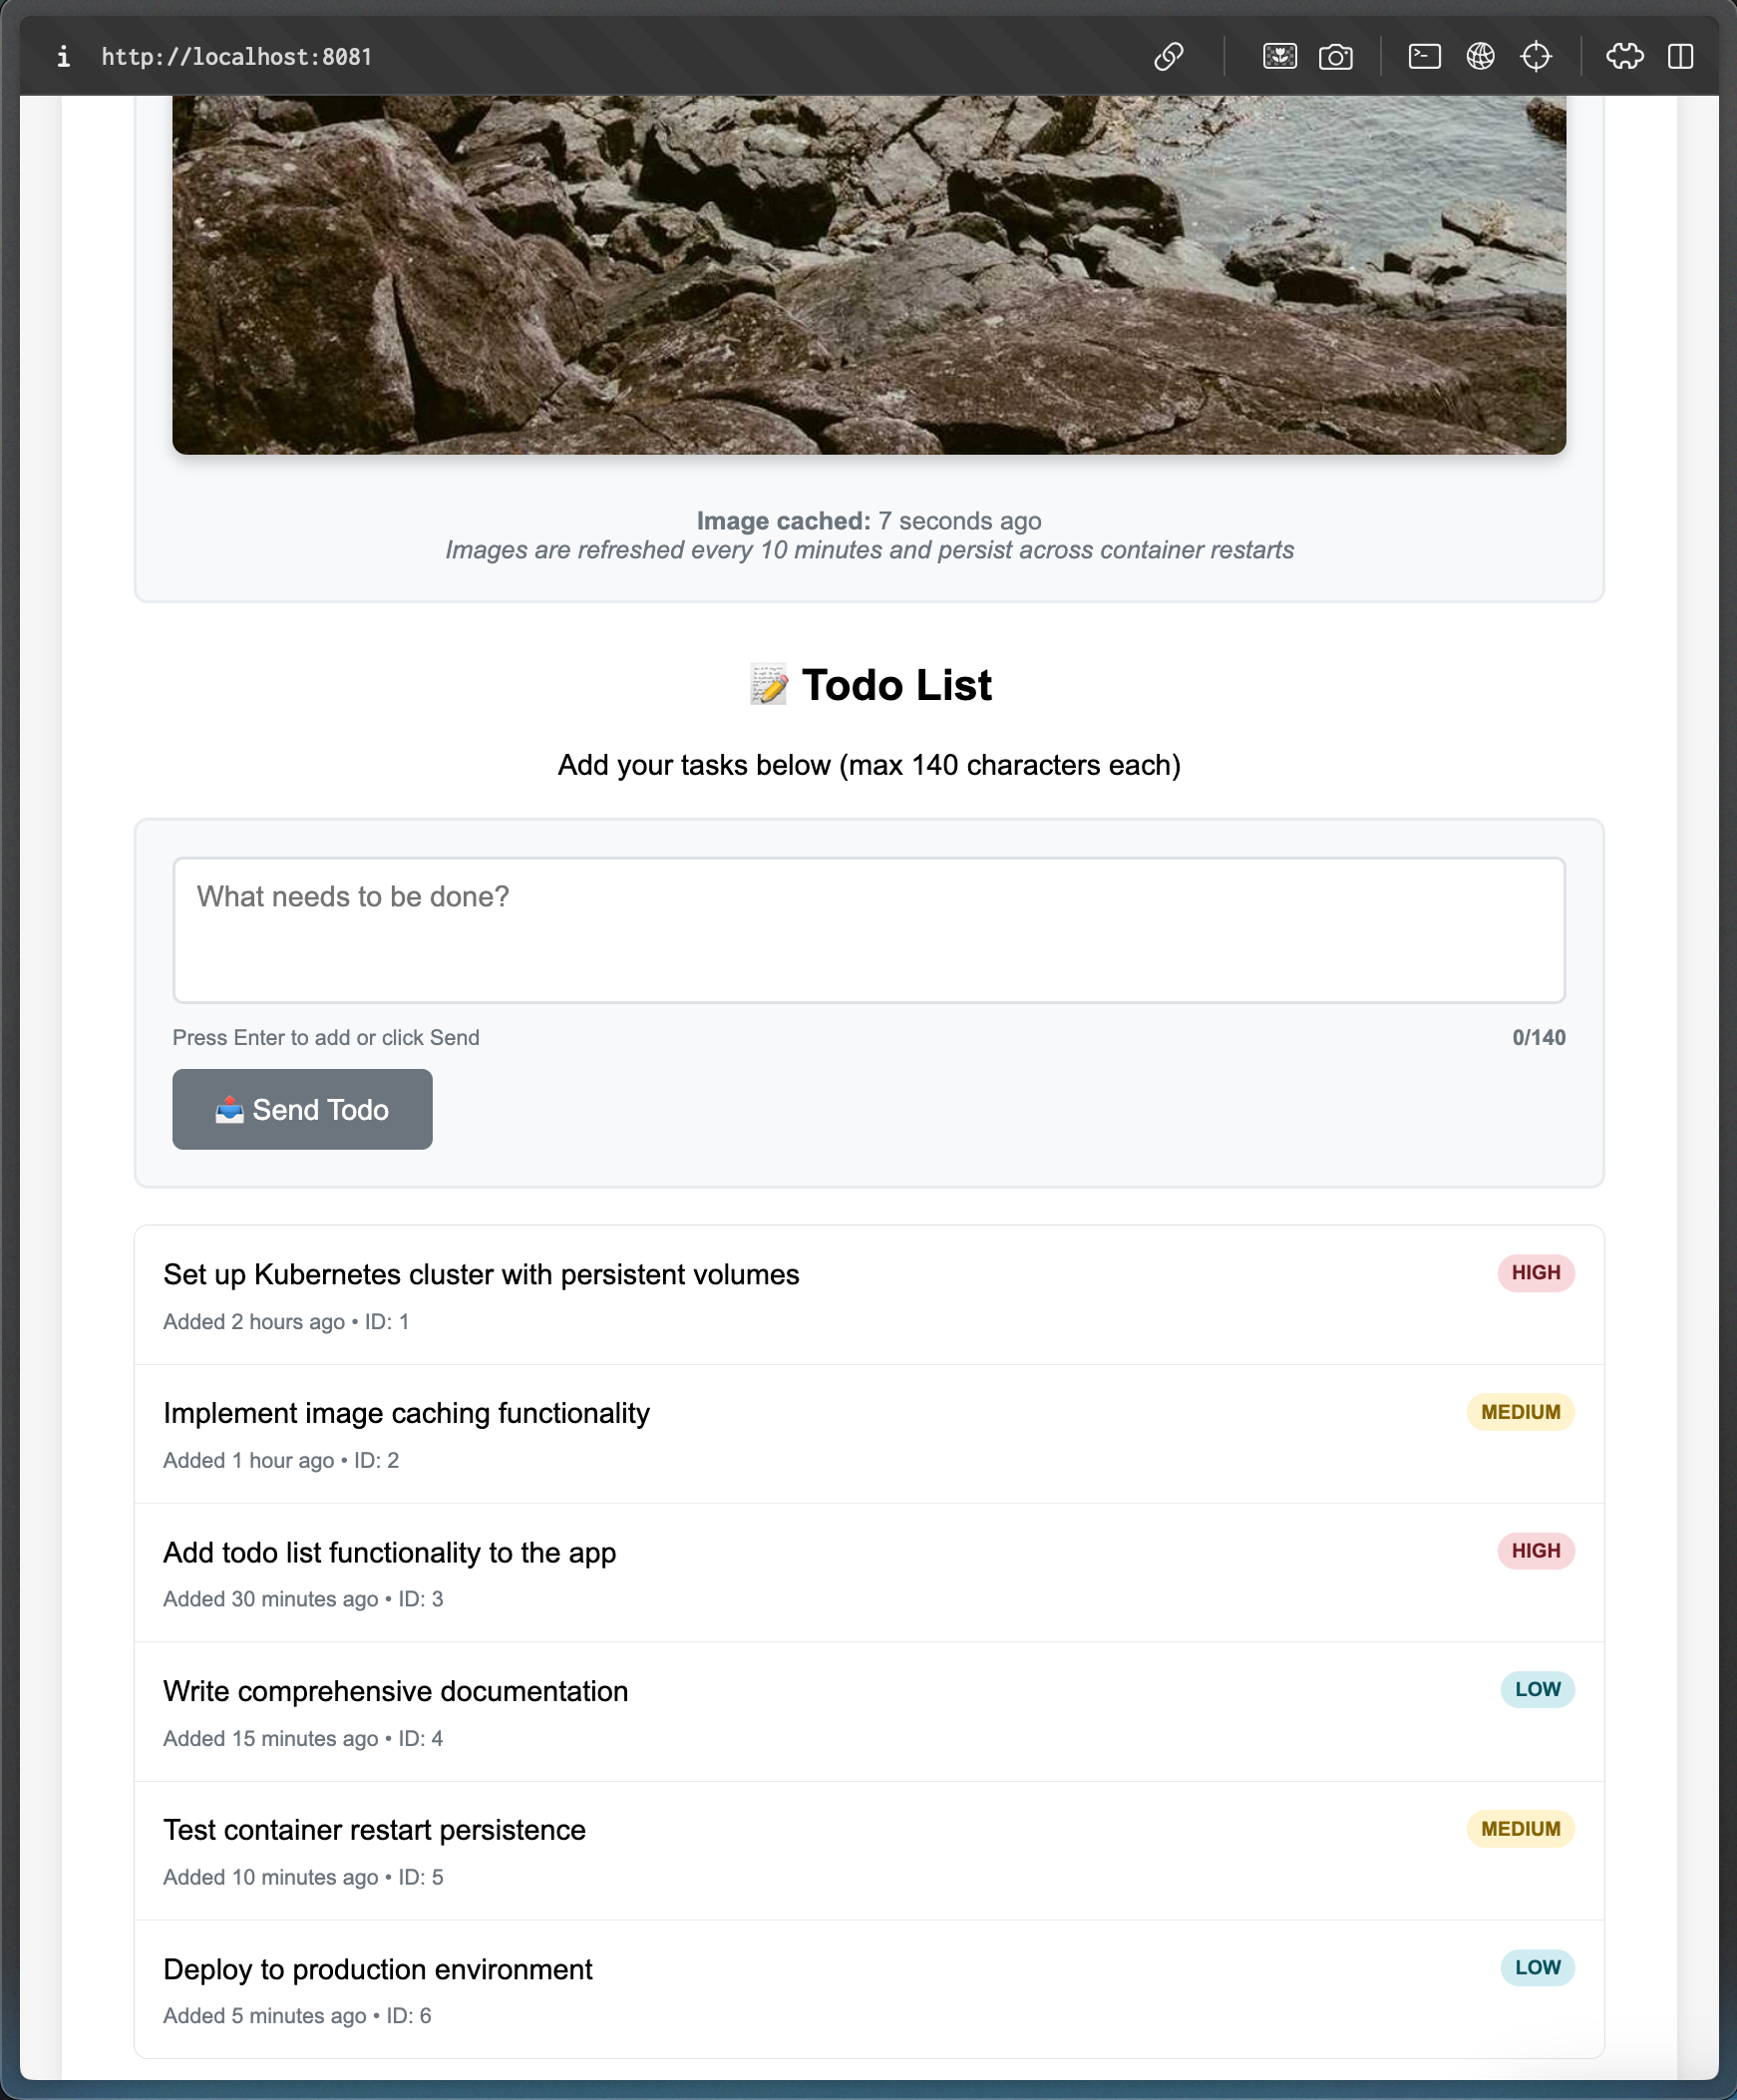 i http://localhost:8081
Image cached: 7 seconds ago
Images are refreshed every 10 minutes and persist across container restarts
📝 Todo List
Add your tasks below (max 140 characters each)
What needs to be done?
Press Enter to add or click Send 0/140
📤 Send Todo
Set up Kubernetes cluster with persistent volumes HIGH
Added 2 hours ago • ID: 1
Implement image caching functionality MEDIUM
Added 1 hour ago • ID: 2
Add todo list functionality to the app HIGH
Added 30 minutes ago • ID: 3
Write comprehensive documentation LOW
Added 15 minutes ago • ID: 4
Test container restart persistence MEDIUM
Added 10 minutes ago • ID: 5
Deploy to production environment LOW
Added 5 minutes ago • ID: 6